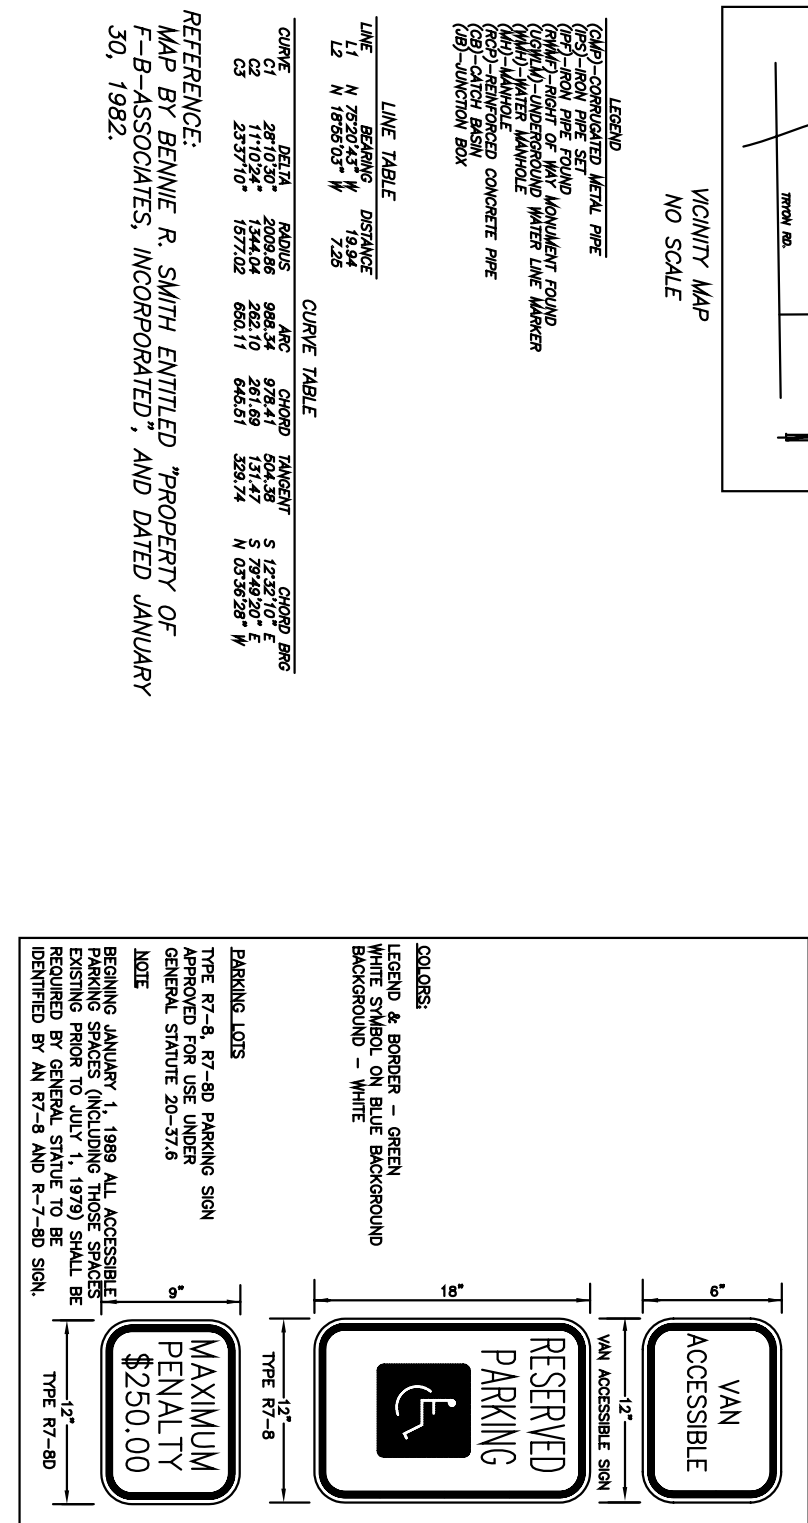 TRYON RD.
N
VICINITY MAP
NO SCALE
LEGEND
(CMP)-CORRUGATED METAL PIPE
(IPS)-IRON PIPE SET
(IPF)-IRON PIPE FOUND
(RWMF)-RIGHT OF WAY MONUMENT FOUND
(UGWLM)-UNDERGROUND WATER LINE MARKER
(WMH)-WATER MANHOLE
(MH)-MANHOLE
(RCP)-REINFORCED CONCRETE PIPE
(CB)-CATCH BASIN
(JB)-JUNCTION BOX
LINE TABLE
LINE BEARING DISTANCE
L1 N 75°20'43" W 19.94
L2 N 18°55'03" W 7.25
CURVE TABLE
CURVE DELTA RADIUS ARC CHORD TANGENT CHORD BRG
C1 28°10'30" 2009.86 988.34 978.41 504.38 S 12°32'10" E
C2 11°10'24" 1344.04 262.10 261.69 131.47 S 79°49'20" E
C3 23°37'10" 1577.02 650.11 645.51 329.74 N 03°36'28" W
REFERENCE:
MAP BY BENNIE R. SMITH ENTITLED "PROPERTY OF
F-B-ASSOCIATES, INCORPORATED", AND DATED JANUARY
30, 1982.
COLORS:
LEGEND & BORDER - GREEN
WHITE SYMBOL ON BLUE BACKGROUND
BACKGROUND - WHITE
PARKING LOTS
TYPE R7-8, R7-8D PARKING SIGN
APPROVED FOR USE UNDER
GENERAL STATUTE 20-37.6
NOTE
BEGINING JANUARY 1, 1989 ALL ACCESSIBLE
PARKING SPACES (INCLUDING THOSE SPACES
EXISTING PRIOR TO JULY 1, 1979) SHALL BE
REQUIRED BY GENERAL STATUE TO BE
IDENTIFIED BY AN R7-8 AND R-7-8D SIGN.
6"
VAN
ACCESSIBLE
12"
VAN ACCESSIBLE SIGN
18"
RESERVED
PARKING
12"
TYPE R7-8
9"
MAXIMUM
PENALTY
$250.00
12"
TYPE R7-8D